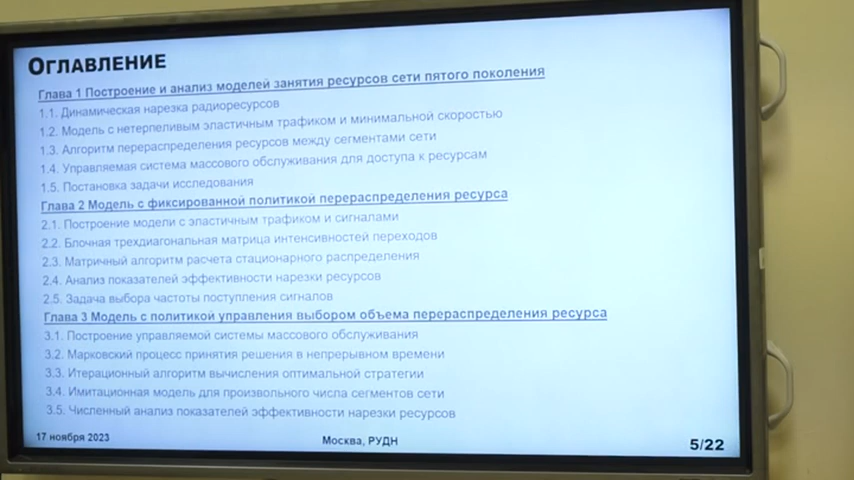 ОГЛАВЛЕНИЕ
Глава 1 Построение и анализ моделей занятия ресурсов сети пятого поколения
1.1. Динамическая нарезка радиоресурсов
1.2. Модель с нетерпеливым эластичным трафиком и минимальной скоростью
1.3. Алгоритм перераспределения ресурсов между сегментами сети
1.4. Управляемая система массового обслуживания для доступа к ресурсам
1.5. Постановка задачи исследования
Глава 2 Модель с фиксированной политикой перераспределения ресурса
2.1. Построение модели с эластичным трафиком и сигналами
2.2. Блочная трехдиагональная матрица интенсивностей переходов
2.3. Матричный алгоритм расчета стационарного распределения
2.4. Анализ показателей эффективности нарезки ресурсов
2.5. Задача выбора частоты поступления сигналов
Глава 3 Модель с политикой управления выбором объема перераспределения ресурса
3.1. Построение управляемой системы массового обслуживания
3.2. Марковский процесс принятия решения в непрерывном времени
3.3. Итерационный алгоритм вычисления оптимальной стратегии
3.4. Имитационная модель для произвольного числа сегментов сети
3.5. Численный анализ показателей эффективности нарезки ресурсов
17 ноября 2023
Москва, РУДН
5/22